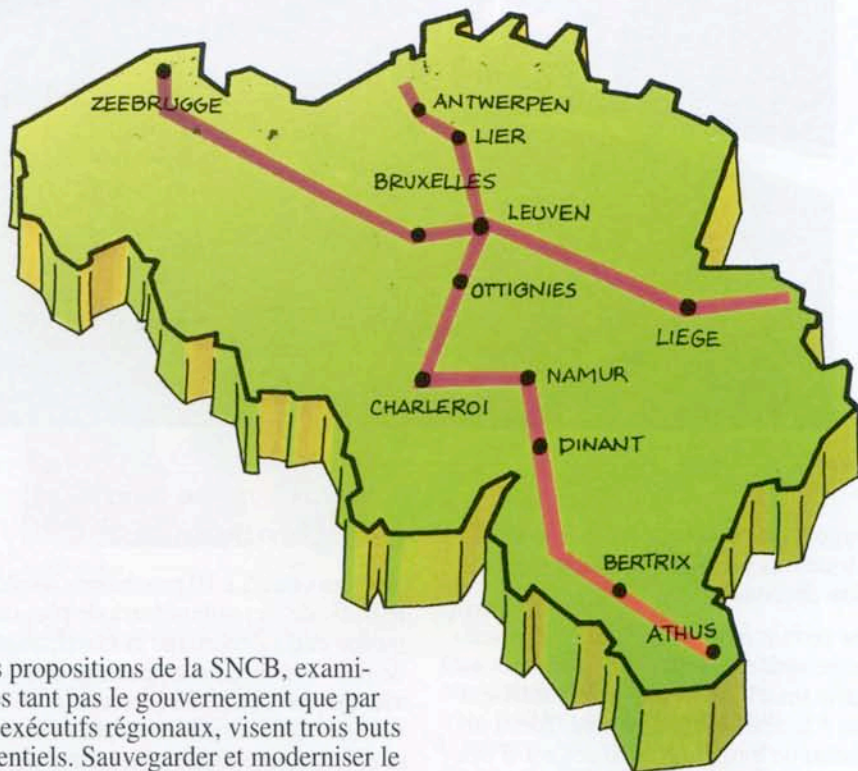 ZEEBRUGGE
ANTWERPEN
LIER
BRUXELLES
LEUVEN
OTTIGNIES
LIEGE
CHARLEROI
NAMUR
DINANT
BERTRIX
ATHUS
s propositions de la SNCB, exami-
es tant pas le gouvernement que par
exécutifs régionaux, visent trois buts
entiels. Sauvegarder et moderniser le